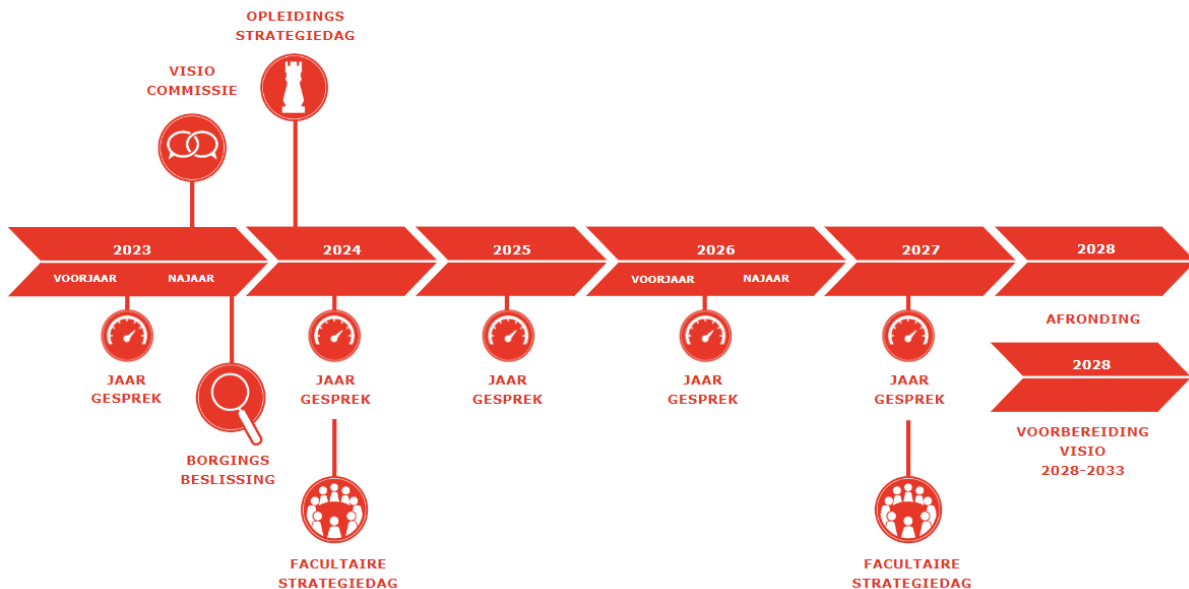 OPLEIDINGS
STRATEGIEDAG
VISIO
COMMISSIE
2023
2024
2025
2026
2027
2028
VOORJAAR
NAJAAR
VOORJAAR
NAJAAR
AFRONDING
JAAR
GESPREK
JAAR
GESPREK
JAAR
GESPREK
JAAR
GESPREK
JAAR
GESPREK
2028
VOORBEREIDING
VISIO
2028-2033
BORGINGS
BESLISSING
FACULTAIRE
STRATEGIEDAG
FACULTAIRE
STRATEGIEDAG